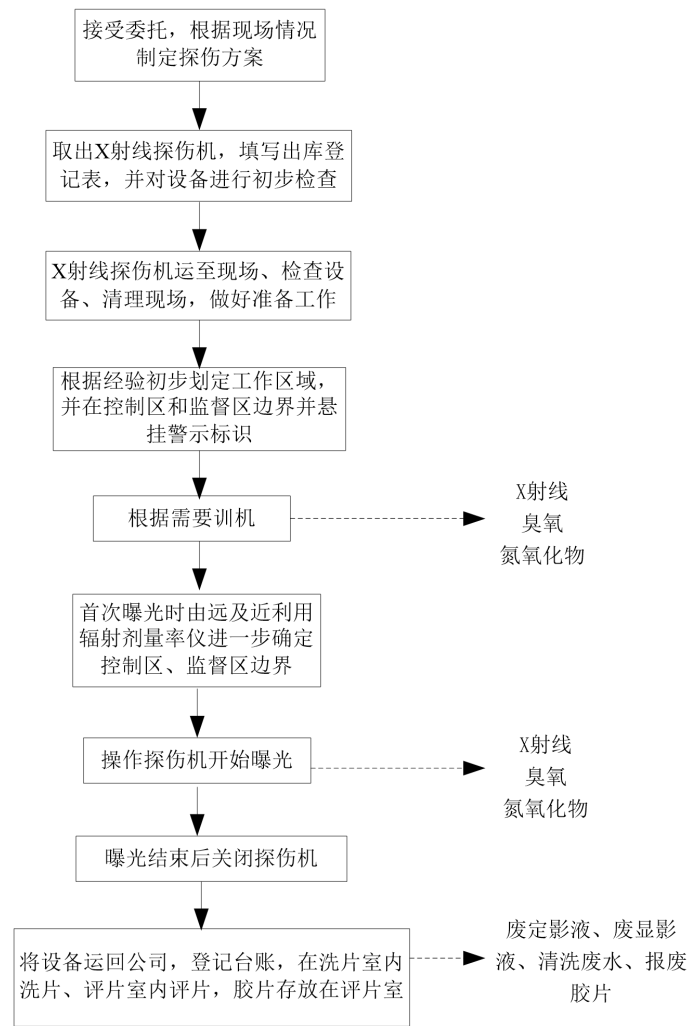 接受委托，根据现场情况
制定探伤方案
取出X射线探伤机，填写出库登
记表，并对设备进行初步检查
X射线探伤机运至现场、检查设
备、清理现场，做好准备工作
根据经验初步划定工作区域，
并在控制区和监督区边界并悬
挂警示标识
根据需要训机
X射线
臭氧
氮氧化物
首次曝光时由远及近利用
辐射剂量率仪进一步确定
控制区、监督区边界
操作探伤机开始曝光
X射线
臭氧
氮氧化物
曝光结束后关闭探伤机
将设备运回公司，登记台账，在洗片室内
洗片、评片室内评片，胶片存放在评片室
废定影液、废显影
液、清洗废水、报废
胶片